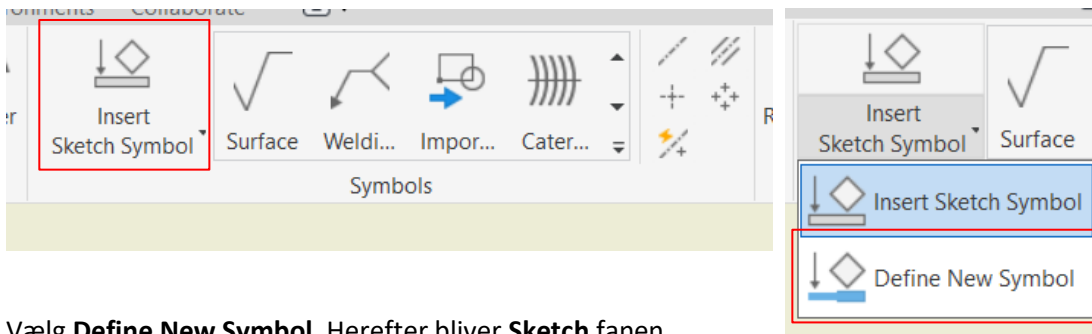 Collaborate
Insert
Sketch Symbol
Surface Weldi... Impor... Cater...
Symbols
Insert
Sketch Symbol
Surface
Insert Sketch Symbol
Define New Symbol
Vælg Define New Symbol. Herefter bliver Sketch fanen